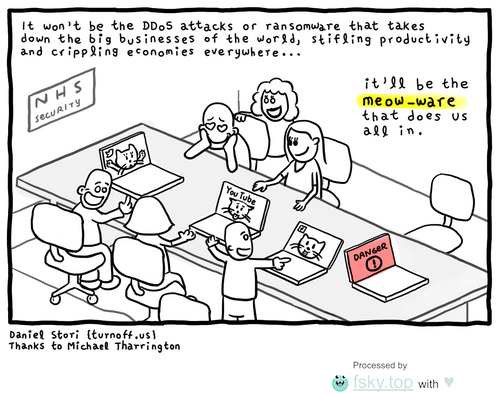 It won't be the DDoS attacks or ransomware that takes
down the big businesses of the world, stifling productivity
and crippling economies everywhere...
it'll be the
meow-ware
that does us
all in.
NHS
SECURITY
YouTube
DANGER
!
Daniel Stori {turnoff.us}
Thanks to Michael Tharrington
Processed by
fsky.top with ♥